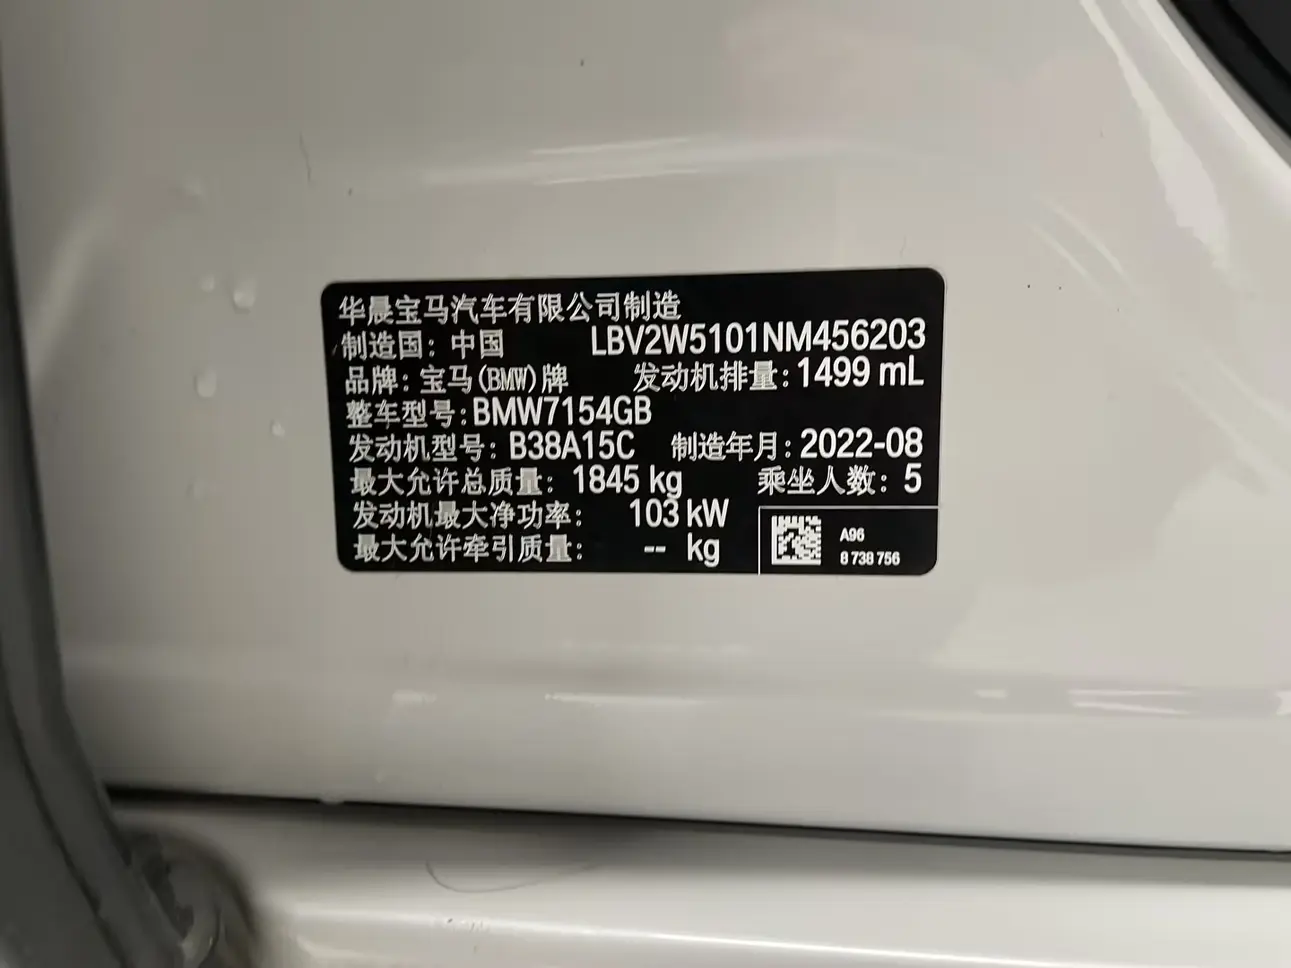 华晨宝马汽车有限公司制造
制造国：中国 LBV2W5101NM456203
品牌：宝马(BMW)牌 发动机排量：1499 mL
整车型号：BMW7154GB
发动机型号：B38A15C 制造年月：2022-08
最大允许总质量：1845 kg 乘坐人数：5
发动机最大净功率：103 kW
最大允许牵引质量：-- kg
A96
8 738 756